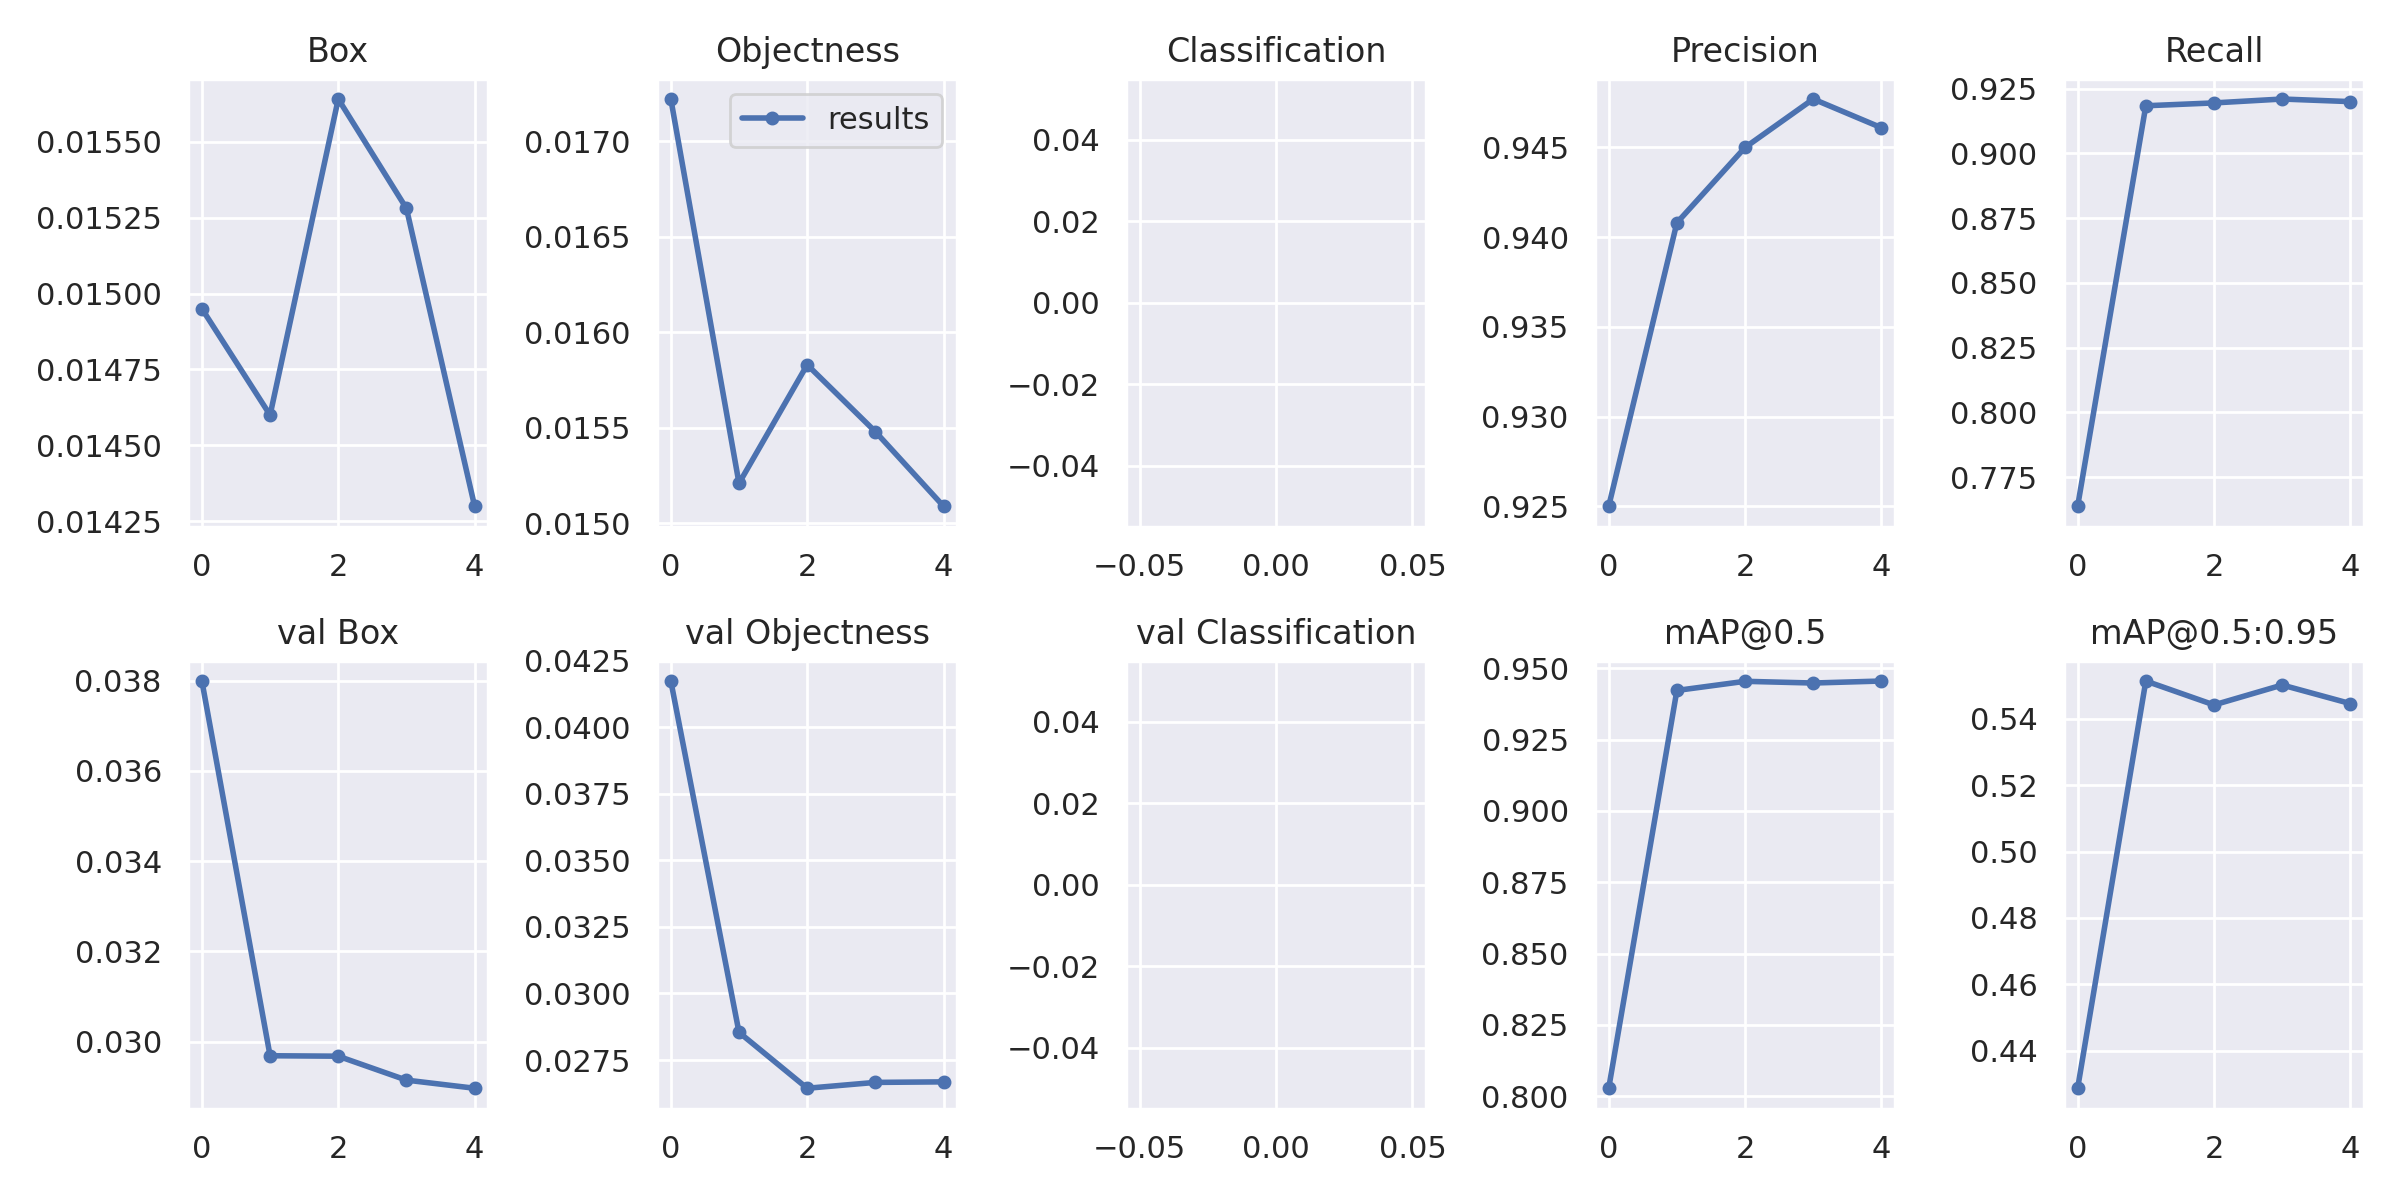 Box
0.01550
0.01525
0.01500
0.01475
0.01450
0.01425
0 2 4
Objectness
results
0.0170
0.0165
0.0160
0.0155
0.0150
0 2 4
Classification
0.04
0.02
0.00
−0.02
−0.04
−0.05 0.00 0.05
Precision
0.945
0.940
0.935
0.930
0.925
0 2 4
Recall
0.925
0.900
0.875
0.850
0.825
0.800
0.775
0 2 4
val Box
0.038
0.036
0.034
0.032
0.030
0 2 4
val Objectness
0.0425
0.0400
0.0375
0.0350
0.0325
0.0300
0.0275
0 2 4
val Classification
0.04
0.02
0.00
−0.02
−0.04
−0.05 0.00 0.05
mAP@0.5
0.950
0.925
0.900
0.875
0.850
0.825
0.800
0 2 4
mAP@0.5:0.95
0.54
0.52
0.50
0.48
0.46
0.44
0 2 4